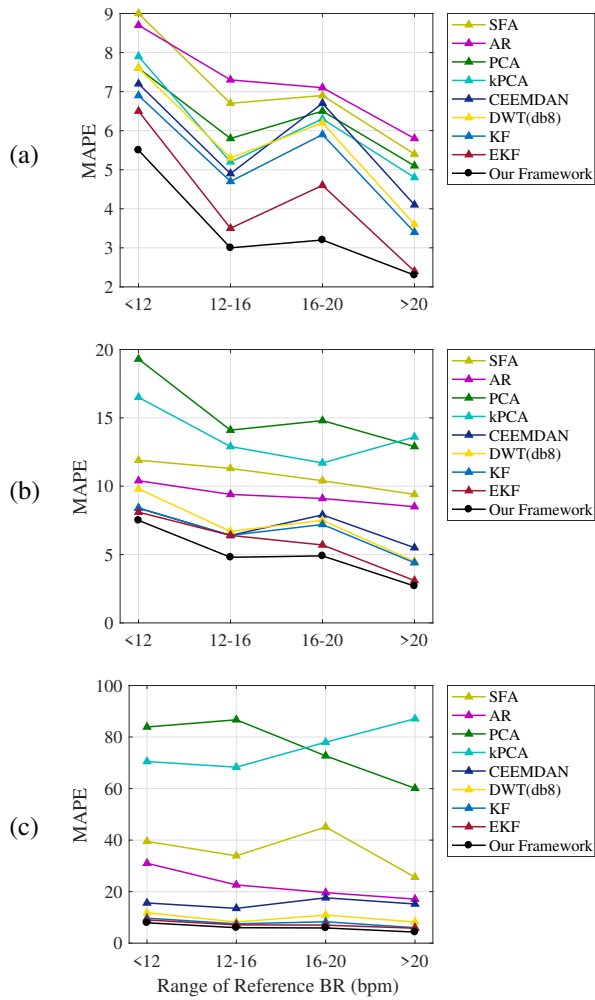 (a)
MAPE
9
8
7
6
5
4
3
2
<12
12-16
16-20
>20
SFA
AR
PCA
kPCA
CEEMDAN
DWT(db8)
KF
EKF
Our Framework
(b)
MAPE
20
15
10
5
0
<12
12-16
16-20
>20
SFA
AR
PCA
kPCA
CEEMDAN
DWT(db8)
KF
EKF
Our Framework
(c)
MAPE
100
80
60
40
20
0
<12
12-16
16-20
>20
Range of Reference BR (bpm)
SFA
AR
PCA
kPCA
CEEMDAN
DWT(db8)
KF
EKF
Our Framework